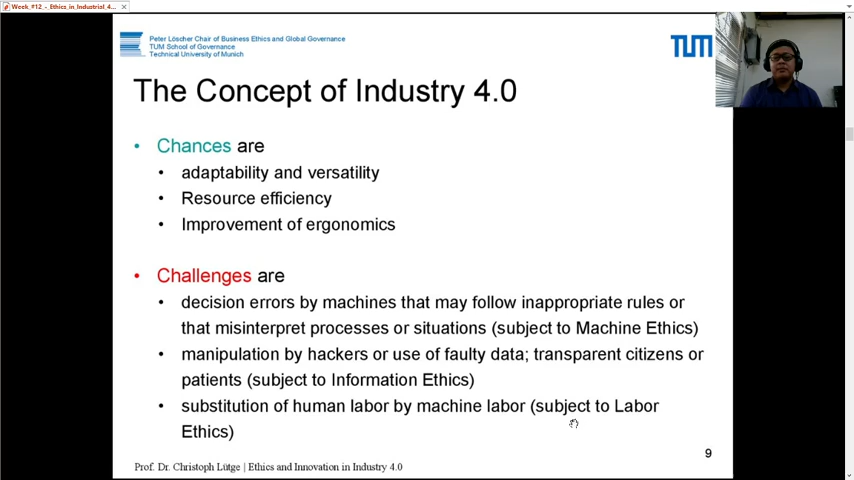 Week_#12_-_Ethics_in_Industrial_4...
Peter Löscher Chair of Business Ethics and Global Governance
TUM School of Governance
Technical University of Munich
TUM
The Concept of Industry 4.0
• Chances are
• adaptability and versatility
• Resource efficiency
• Improvement of ergonomics
• Challenges are
• decision errors by machines that may follow inappropriate rules or
that misinterpret processes or situations (subject to Machine Ethics)
• manipulation by hackers or use of faulty data; transparent citizens or
patients (subject to Information Ethics)
• substitution of human labor by machine labor (subject to Labor
Ethics)
9
Prof. Dr. Christoph Lütge | Ethics and Innovation in Industry 4.0